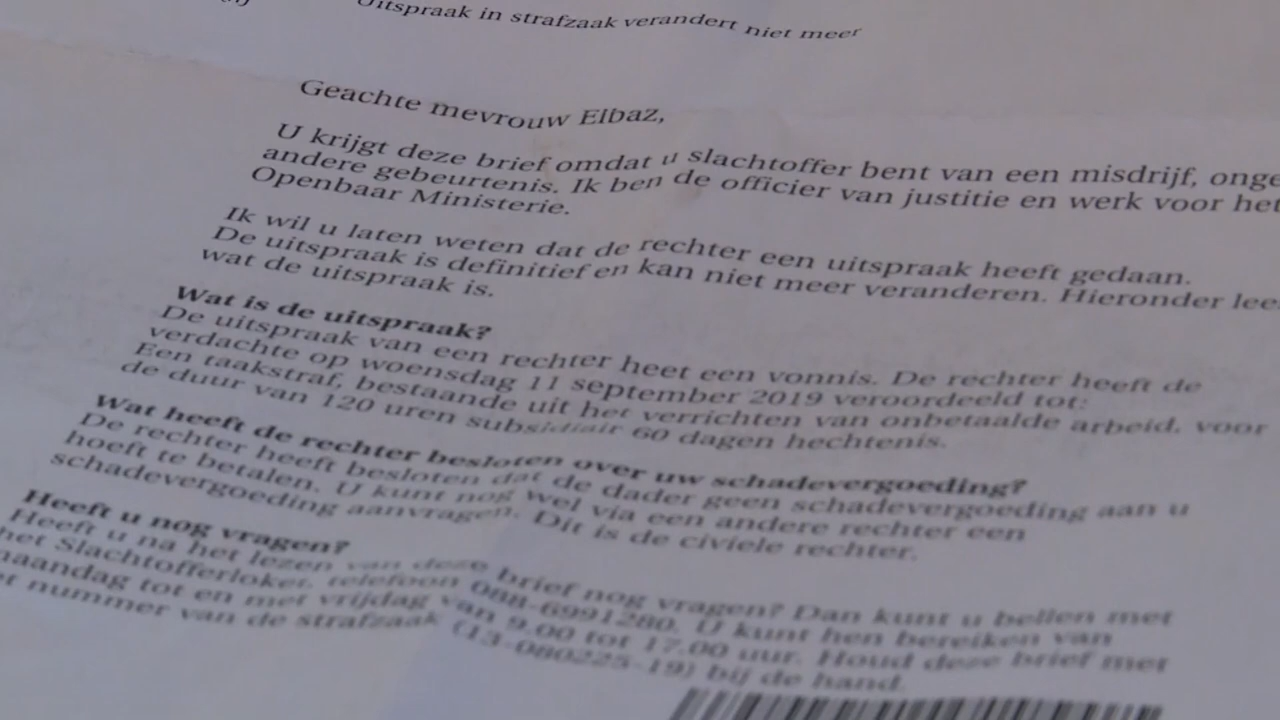 Uitspraak in strafzaak verandert niet meer
Geachte mevrouw Elbaz,
U krijgt deze brief omdat u slachtoffer bent van een misdrijf, onge
andere gebeurtenis. Ik ben de officier van justitie en werk voor het
Openbaar Ministerie.
Ik wil u laten weten dat de rechter een uitspraak heeft gedaan.
De uitspraak is definitief en kan niet meer veranderen. Hieronder lee
wat de uitspraak is.
Wat is de uitspraak?
De uitspraak van een rechter heet een vonnis. De rechter heeft de
verdachte op woensdag 11 september 2019 veroordeeld tot:
Een taakstraf, bestaande uit het verrichten van onbetaalde arbeid, voor
de duur van 120 uren subsidiair 60 dagen hechtenis.
Wat heeft de rechter besloten over uw schadevergoeding?
De rechter heeft besloten dat de dader geen schadevergoeding aan u
hoeft te betalen. U kunt nog wel via een andere rechter een
schadevergoeding aanvragen. Dit is de civiele rechter.
Heeft u nog vragen?
Heeft u na het lezen van deze brief nog vragen? Dan kunt u bellen met
het Slachtofferloket, telefoon 088-6991280. U kunt hen bereiken van
maandag tot en met vrijdag van 9.00 tot 17.00 uur. Houd deze brief met
et nummer van de strafzaak (13-080225-19) bij de hand.